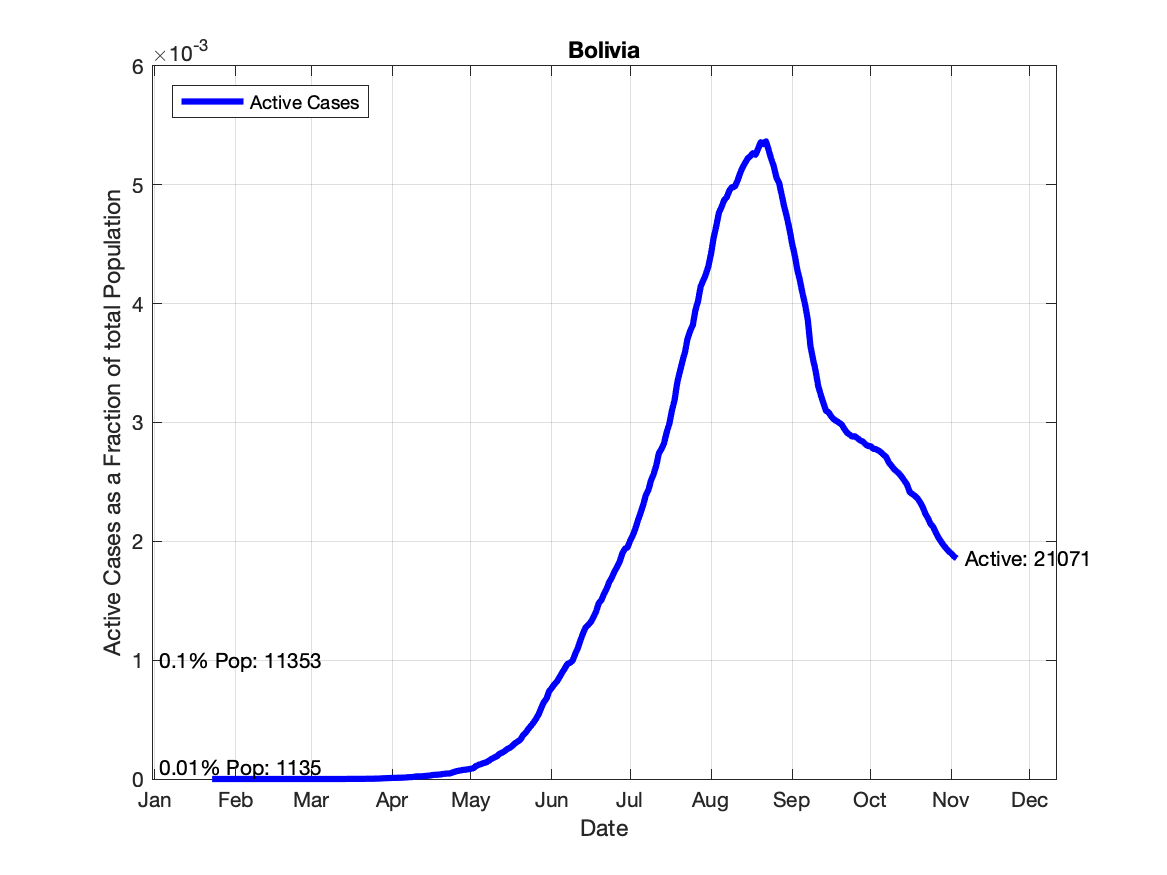 Bolivia
×10-3
Active Cases
6
5
4
3
2
1
0
Active Cases as a Fraction of total Population
0.1% Pop: 11353
0.01% Pop: 1135
Active: 21071
Jan Feb Mar Apr May Jun Jul Aug Sep Oct Nov Dec
Date